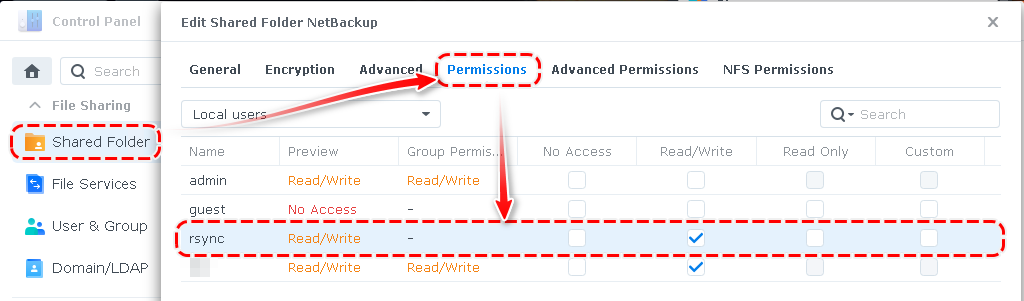 Control Panel
Edit Shared Folder NetBackup
Search
General Encryption Advanced Permissions Advanced Permissions NFS Permissions
File Sharing
Local users
Search
Shared Folder
Name Preview Group Permis... No Access Read/Write Read Only Custom
admin Read/Write Read/Write
File Services
guest No Access -
User & Group
rsync Read/Write -
Domain/LDAP
Read/Write Read/Write